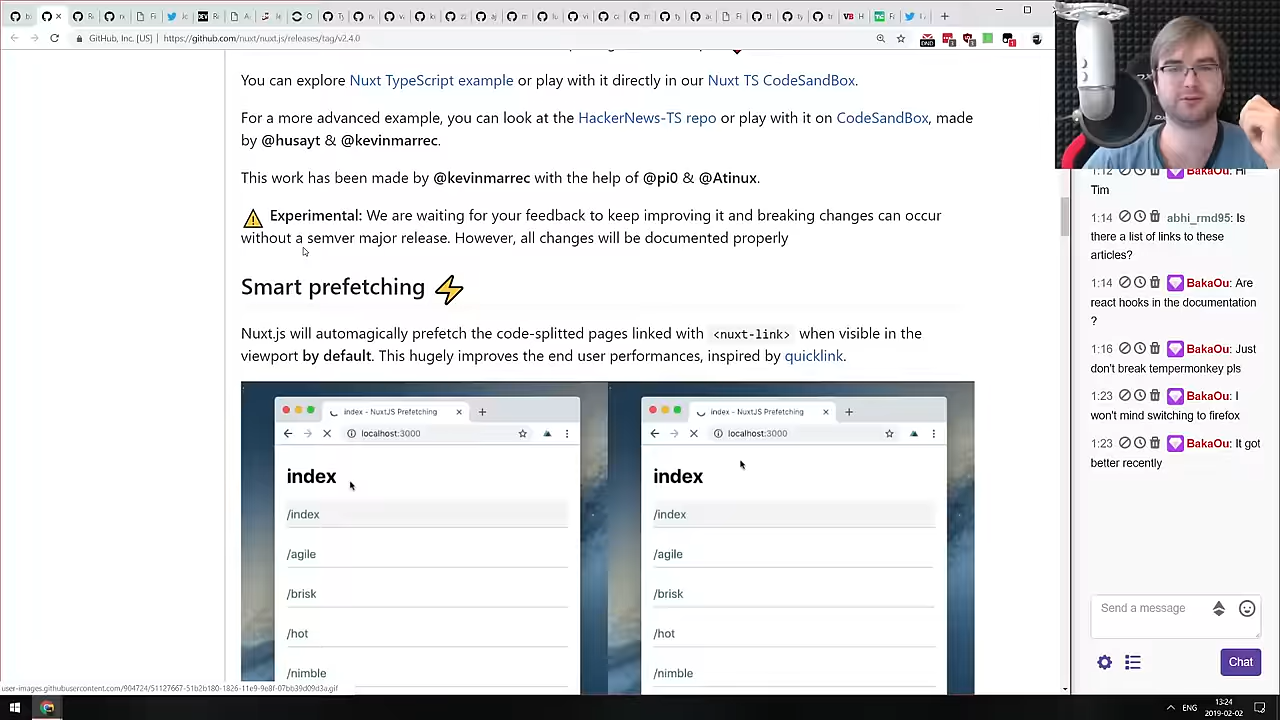 GitHub, Inc. [US]
https://github.com/nuxt/nuxt.js/releases/tag/v2.4.0
You can explore Nuxt TypeScript example or play with it directly in our Nuxt TS CodeSandBox.
For a more advanced example, you can look at the HackerNews-TS repo or play with it on CodeSandBox, made
by @husayt & @kevinmarrec.
This work has been made by @kevinmarrec with the help of @pi0 & @Atinux.
Experimental: We are waiting for your feedback to keep improving it and breaking changes can occur
without a semver major release. However, all changes will be documented properly
Smart prefetching
Nuxt.js will automagically prefetch the code-splitted pages linked with <nuxt-link> when visible in the
viewport by default. This hugely improves the end user performances, inspired by quicklink.
index - NuxtJS Prefetching
localhost:3000
index
/index
/agile
/brisk
/hot
/nimble
index - NuxtJS Prefetching
localhost:3000
index
/index
/agile
/brisk
/hot
/nimble
1:12 BakaOu: Hi
Tim
1:14 abhi_rmd95: Is
there a list of links to these
articles?
1:14 BakaOu: Are
react hooks in the documentation
?
1:16 BakaOu: Just
don't break tempermonkey pls
1:23 BakaOu: I
won't mind switching to firefox
1:23 BakaOu: It got
better recently
Send a message
Chat
ENG
13:24
2019-02-02